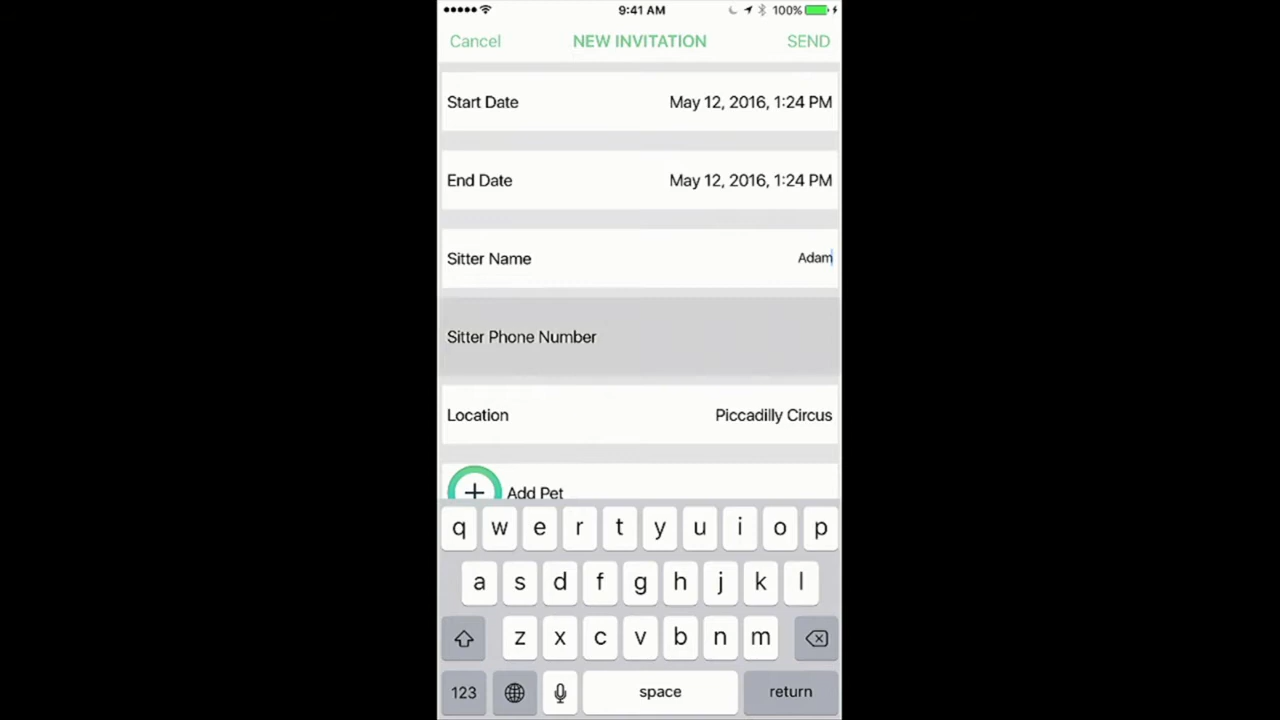 9:41 AM 100%
Cancel NEW INVITATION SEND
Start Date May 12, 2016, 1:24 PM
End Date May 12, 2016, 1:24 PM
Sitter Name Adam
Sitter Phone Number
Location Piccadilly Circus
+ Add Pet
q w e r t y u i o p
a s d f g h j k l
z x c v b n m
123 space return